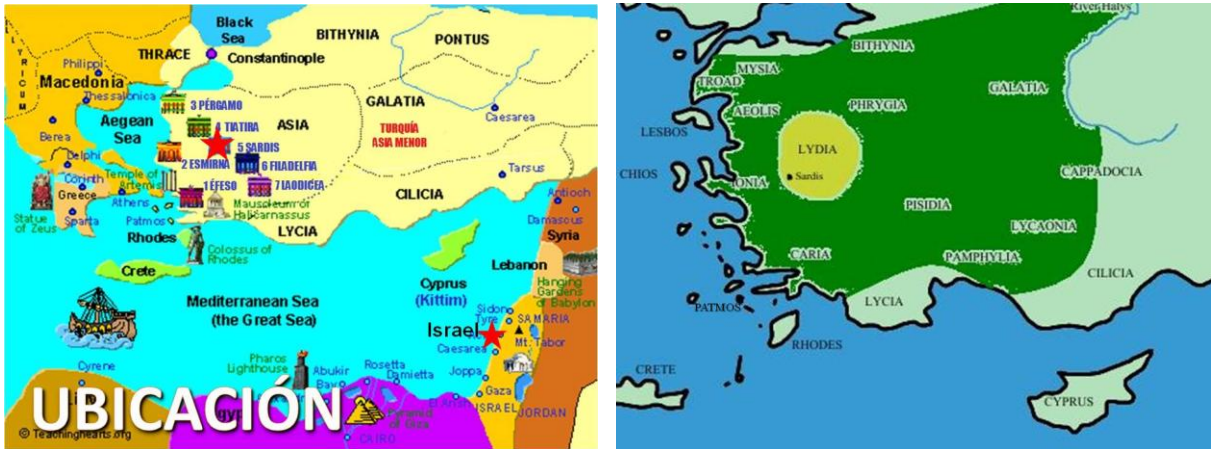 Black
Sea
BITHYNIA
PONTUS
THRACE
Constantinople
Philippi
Macedonia
Thessalonica
GALATIA
Caesarea
3 PÉRGAMO
Aegean
Sea
4 TIATIRA
ASIA
TURQUÍA
ASIA MENOR
Berea
5 SARDIS
2 ESMIRNA
6 FILADELFIA
Delphi
Tarsus
Corinth
Temple of
Artemis
Greece
1 ÉFESO
7 LAODICEA
CILICIA
Antioch
Athens
Mausoleum of
Halicarnassus
Statue
of Zeus
Sparta
Patmos
LYCIA
Damascus
Syria
Rhodes
Colossus of
Rhodes
Crete
Lebanon
Cyprus
(Kittim)
Hanging
Gardens
of Babylon
Mediterranean Sea
(the Great Sea)
Sidon
Tyre
SAMARIA
Israel
Mt. Tabor
Caesarea
Cyrene
Pharos
Lighthouse
Abukir
Bay
Rosetta
Damietta
Joppa
Gaza
El Arish
ISRAEL
JORDAN
UBICACIÓN
Pyramid
of Giza
CAIRO
© Teachinghearts.org
River Halys
BITHYNIA
MYSIA
TROAD
GALATIA
AEOLIS
PHRYGIA
LESBOS
LYDIA
Sardis
CHIOS
IONIA
CAPPADOCIA
PISIDIA
LYCAONIA
CARIA
PAMPHYLIA
CILICIA
LYCIA
PATMOS
RHODES
CRETE
CYPRUS